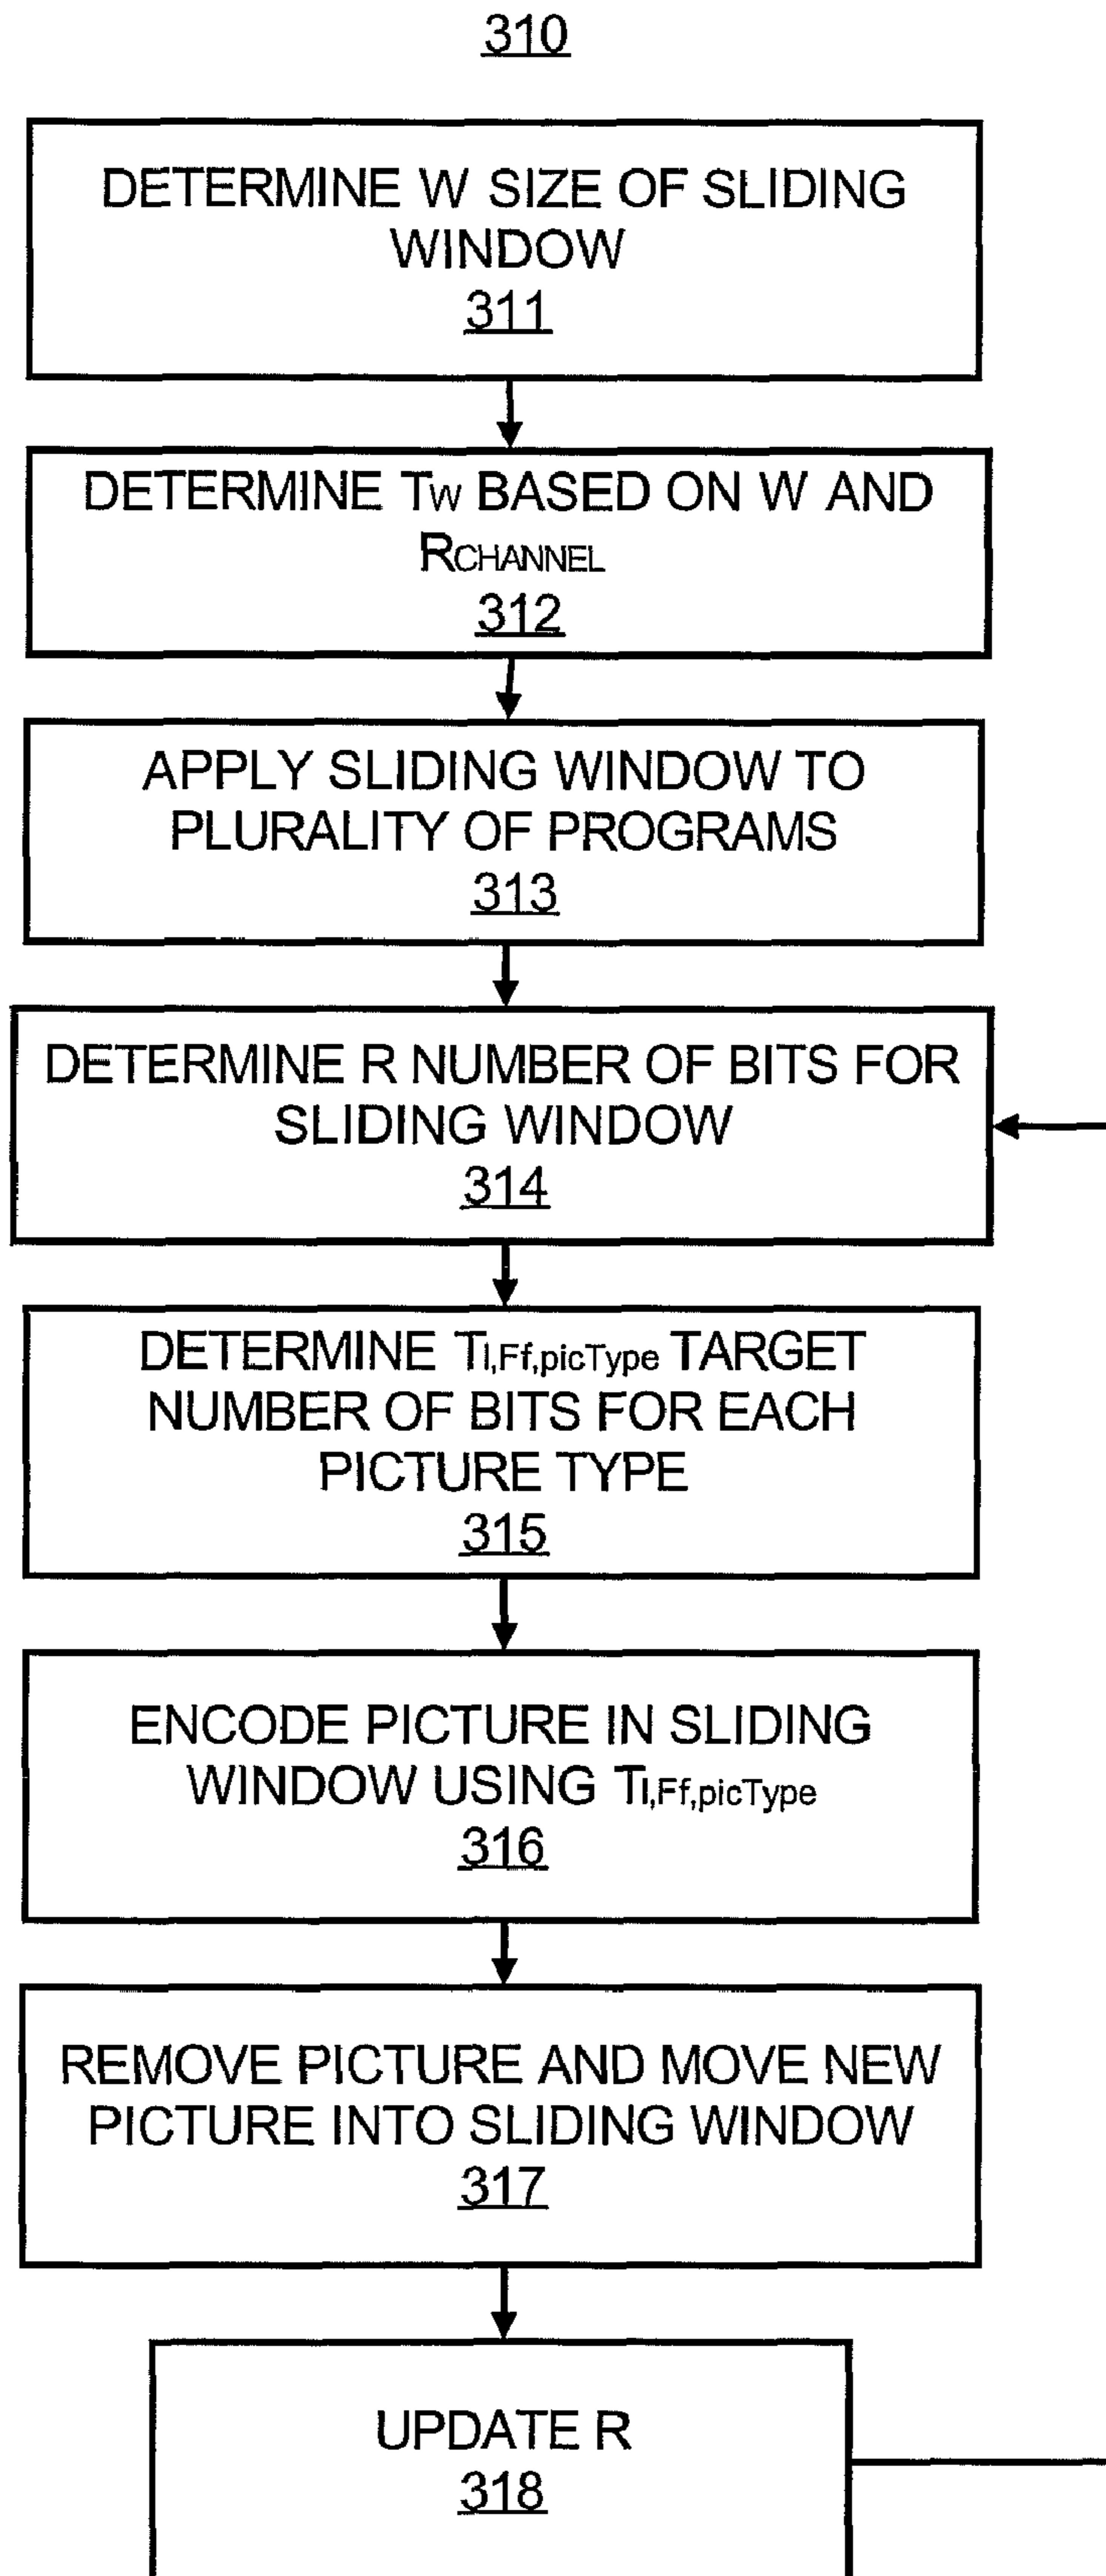 310
DETERMINE W SIZE OF SLIDING
WINDOW
311
DETERMINE TW BASED ON W AND
RCHANNEL
312
APPLY SLIDING WINDOW TO
PLURALITY OF PROGRAMS
313
DETERMINE R NUMBER OF BITS FOR
SLIDING WINDOW
314
DETERMINE Tl,Ff,picType TARGET
NUMBER OF BITS FOR EACH
PICTURE TYPE
315
ENCODE PICTURE IN SLIDING
WINDOW USING Tl,Ff,picType
316
REMOVE PICTURE AND MOVE NEW
PICTURE INTO SLIDING WINDOW
317
UPDATE R
318